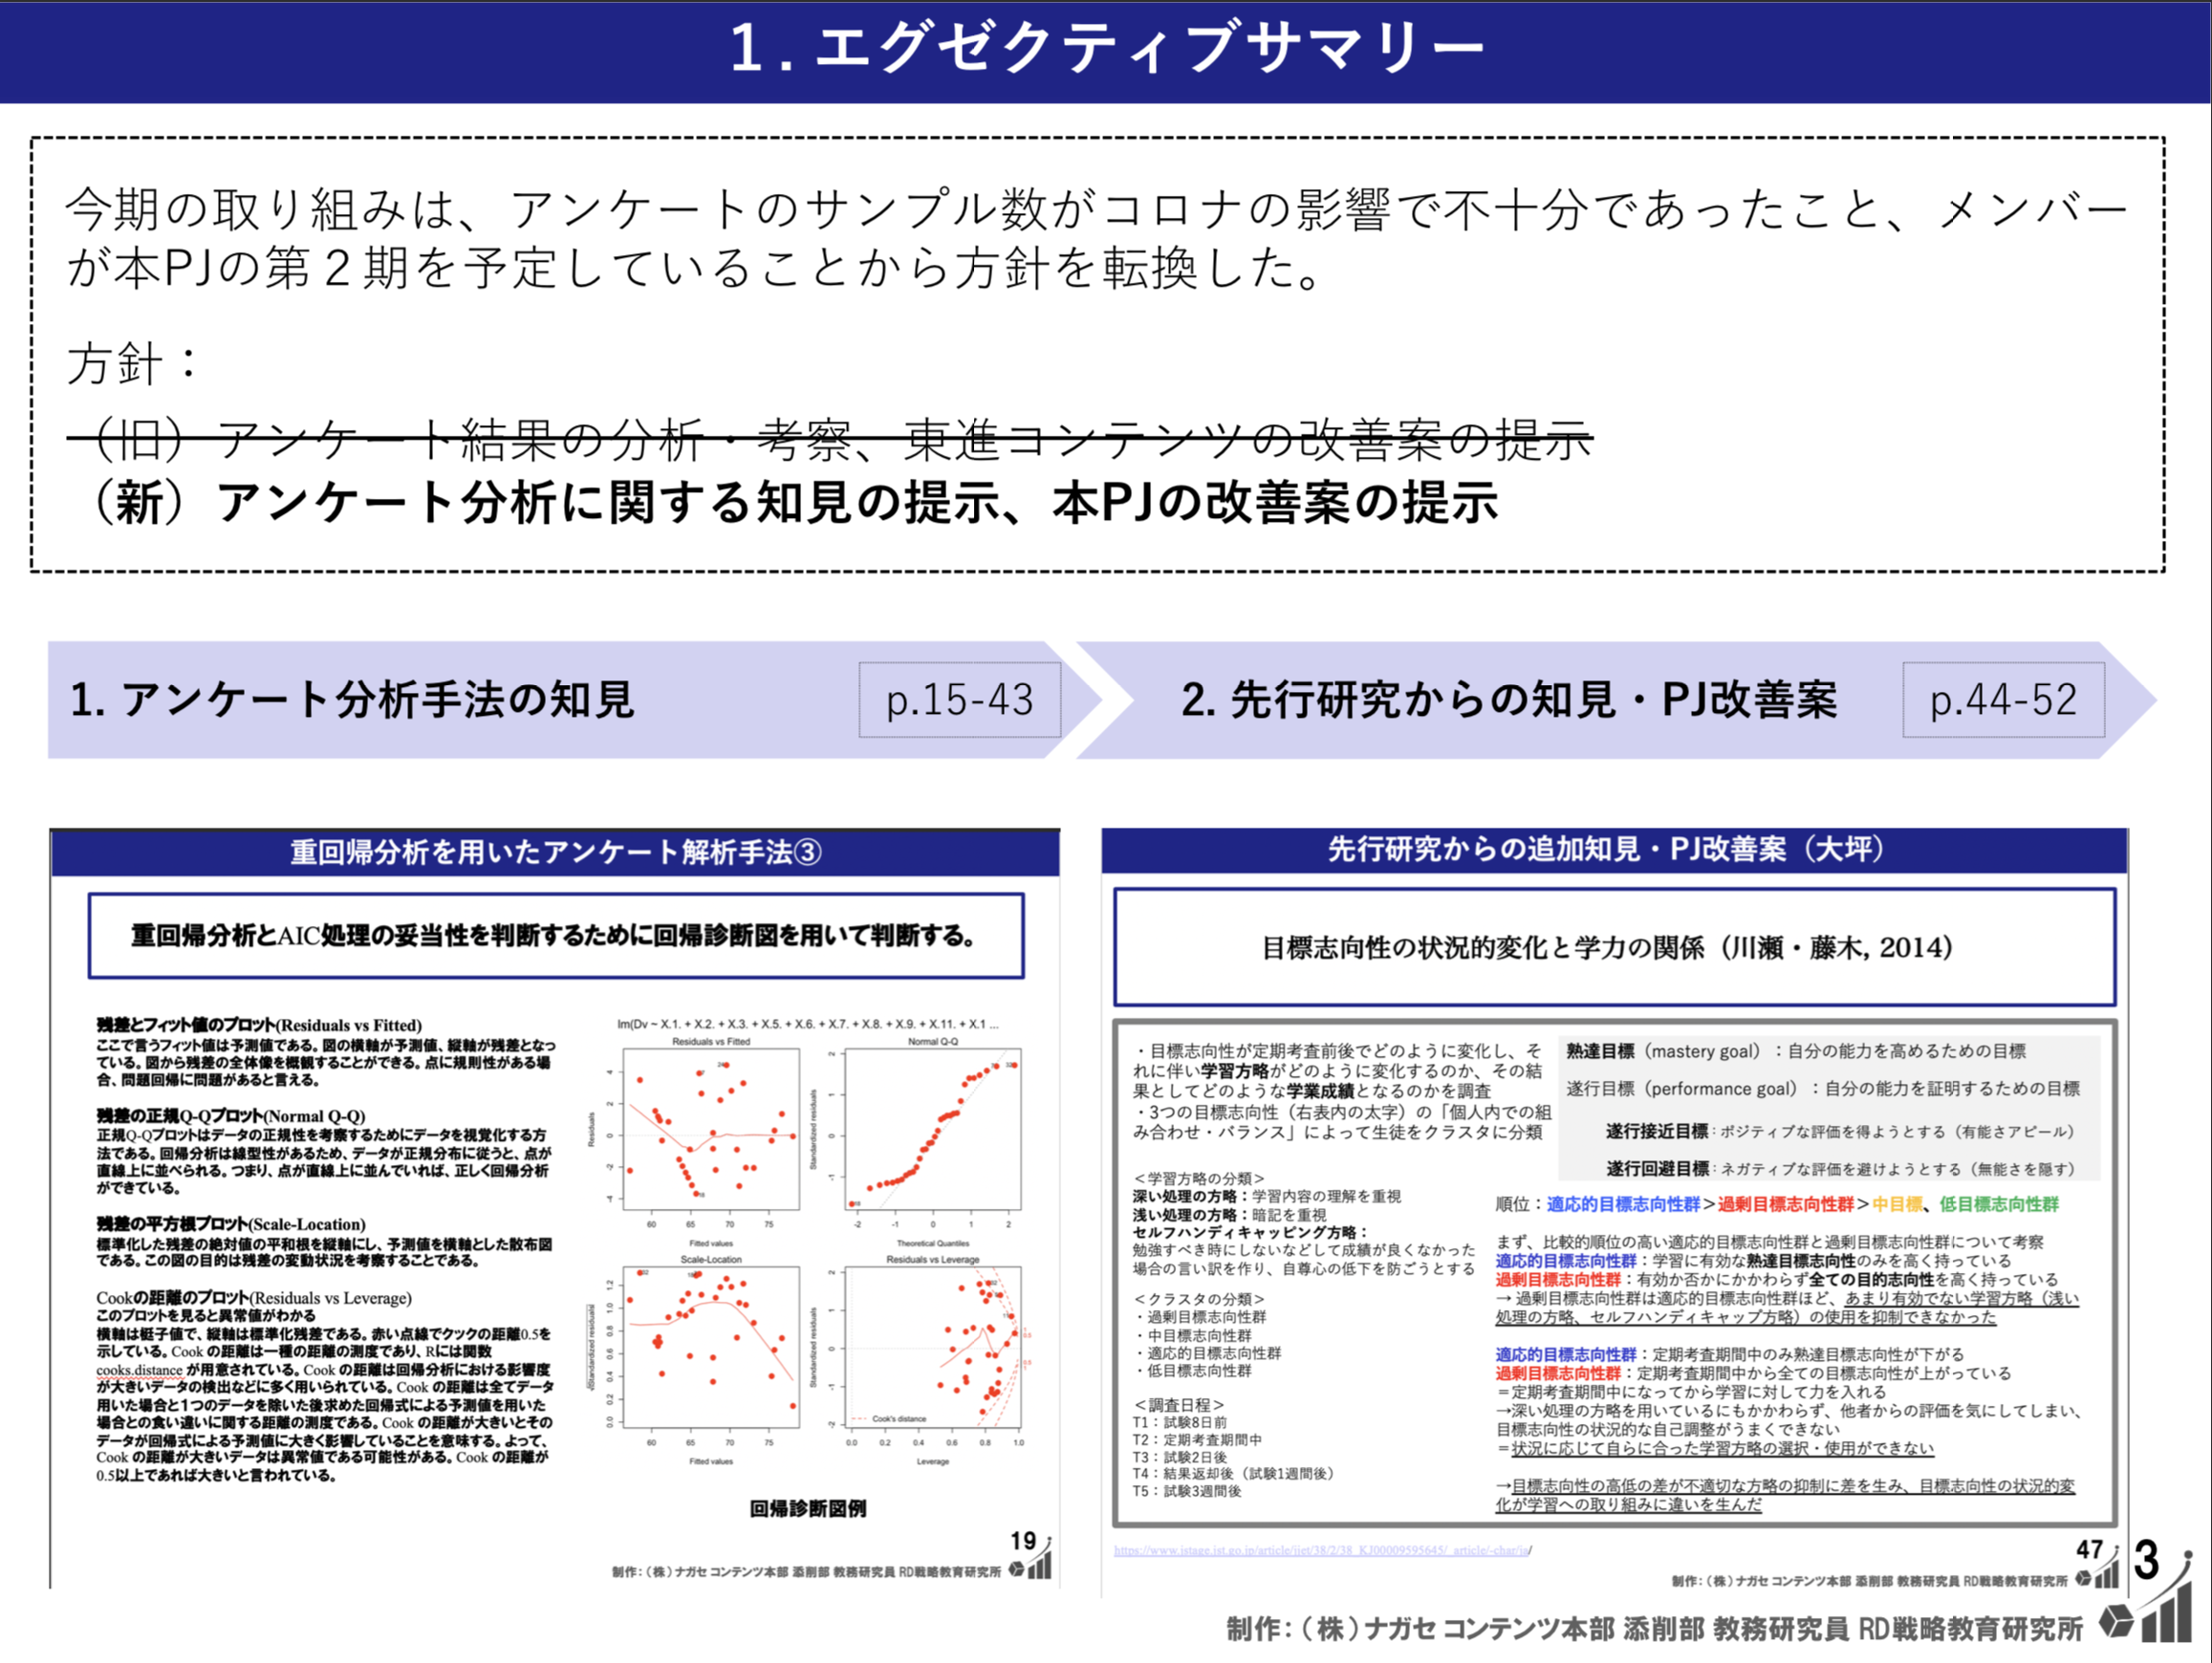 1. エグゼクティブサマリー
今期の取り組みは、アンケートのサンプル数がコロナの影響で不十分であったこと、メンバー
が本PJの第２期を予定していることから方針を転換した。
方針：
（旧）アンケート結果の分析・考察、東進コンテンツの改善案の提示
（新）アンケート分析に関する知見の提示、本PJの改善案の提示
1. アンケート分析手法の知見
p.15-43
2. 先行研究からの知見・PJ改善案
p.44-52
重回帰分析を用いたアンケート解析手法③
重回帰分析とAIC処理の妥当性を判断するために回帰診断図を用いて判断する。
残差とフィット値のプロット(Residuals vs Fitted)
ここで言うフィット値は予測値である。図の横軸が予測値、縦軸が残差となっ
ている。図から残差の全体像を概観することができる。点に規則性がある場
合、問題回帰に問題があると言える。
残差の正規Q-Qプロット(Normal Q-Q)
正規Q-Qプロットはデータの正規性を考察するためにデータを視覚化する方
法である。回帰分析は線型性があるため、データが正規分布に従うと、点が
直線上に並べられる。つまり、点が直線上に並んでいれば、正しく回帰分析
ができている。
残差の平方根プロット(Scale-Location)
標準化した残差の絶対値の平和根を縦軸にし、予測値を横軸とした散布図
である。この図の目的は残差の変動状況を考察することである。
Cookの距離のプロット(Residuals vs Leverage)
このプロットを見ると異常値がわかる
横軸は梃子値で、縦軸は標準化残差である。赤い点線でクックの距離0.5を
示している。Cook の距離は一種の距離の測度であり、Rには関数
cooks.distance が用意されている。Cook の距離は回帰分析における影響度
が大きいデータの検出などに多く用いられている。Cook の距離は全てデータ
用いた場合と１つのデータを除いた後求めた回帰式による予測値を用いた
場合との食い違いに関する距離の測度である。Cook の距離が大きいとその
データが回帰式による予測値に大きく影響していることを意味する。よって、
Cook の距離が大きいデータは異常値である可能性がある。Cook の距離が
0.5以上であれば大きいと言われている。
lm(Dv ~ X.1. + X.2. + X.3. + X.5. + X.6. + X.7. + X.8. + X.9. + X.11. + X.1 ...
Residuals vs Fitted
Residuals
4
2
0
-2
-4
60 65 70 75
Fitted values
Normal Q-Q
Standardized residuals
2
1
0
-1
-2 -1 0 1 2
Theoretical Quantiles
Scale-Location
√|Standardized residuals|
1.2
1.0
0.8
0.6
0.4
0.2
0.0
60 65 70 75
Fitted values
Residuals vs Leverage
Standardized residuals
2
1
0
-1
-2
Cook's distance
0.5
0.5
0.0 0.2 0.4 0.6 0.8 1.0
Leverage
回帰診断図例
19
制作：（株）ナガセ コンテンツ本部 添削部 教務研究員 RD戦略教育研究所
先行研究からの追加知見・PJ改善案（大坪）
目標志向性の状況的変化と学力の関係（川瀬・藤木, 2014）
・目標志向性が定期考査前後でどのように変化し、そ
れに伴い学習方略がどのように変化するのか、その結
果としてどのような学業成績となるのかを調査
・3つの目標志向性（右表内の太字）の「個人内での組
み合わせ・バランス」によって生徒をクラスタに分類
＜学習方略の分類＞
深い処理の方略：学習内容の理解を重視
浅い処理の方略：暗記を重視
セルフハンディキャッピング方略：
勉強すべき時にしないなどして成績が良くなかった
場合の言い訳を作り、自尊心の低下を防ごうとする
＜クラスタの分類＞
・過剰目標志向性群
・中目標志向性群
・適応的目標志向性群
・低目標志向性群
＜調査日程＞
T1：試験8日前
T2：定期考査期間中
T3：試験2日後
T4：結果返却後（試験1週間後）
T5：試験3週間後
熟達目標（mastery goal）：自分の能力を高めるための目標
遂行目標（performance goal）：自分の能力を証明するための目標
遂行接近目標：ポジティブな評価を得ようとする（有能さアピール）
遂行回避目標：ネガティブな評価を避けようとする（無能さを隠す）
順位：適応的目標志向性群＞過剰目標志向性群＞中目標、低目標志向性群
まず、比較的順位の高い適応的目標志向性群と過剰目標志向性群について考察
適応的目標志向性群：学習に有効な熟達目標志向性のみを高く持っている
過剰目標志向性群：有効か否かにかかわらず全ての目的志向性を高く持っている
→ 過剰目標志向性群は適応的目標志向性群ほど、あまり有効でない学習方略（浅い
処理の方略、セルフハンディキャップ方略）の使用を抑制できなかった
適応的目標志向性群：定期考査期間中のみ熟達目標志向性が下がる
過剰目標志向性群：定期考査期間中から全ての目標志向性が上がっている
＝定期考査期間中になってから学習に対して力を入れる
→深い処理の方略を用いているにもかかわらず、他者からの評価を気にしてしまい、
目標志向性の状況的な自己調整がうまくできない
＝状況に応じて自らに合った学習方略の選択・使用ができない
→目標志向性の高低の差が不適切な方略の抑制に差を生み、目標志向性の状況的変
化が学習への取り組みに違いを生んだ
https://www.jstage.jst.go.jp/article/jjet/38/2/38_KJ00009595645/_article/-char/ja/
47
制作：（株）ナガセ コンテンツ本部 添削部 教務研究員 RD戦略教育研究所
3
制作：（株）ナガセ コンテンツ本部 添削部 教務研究員 RD戦略教育研究所